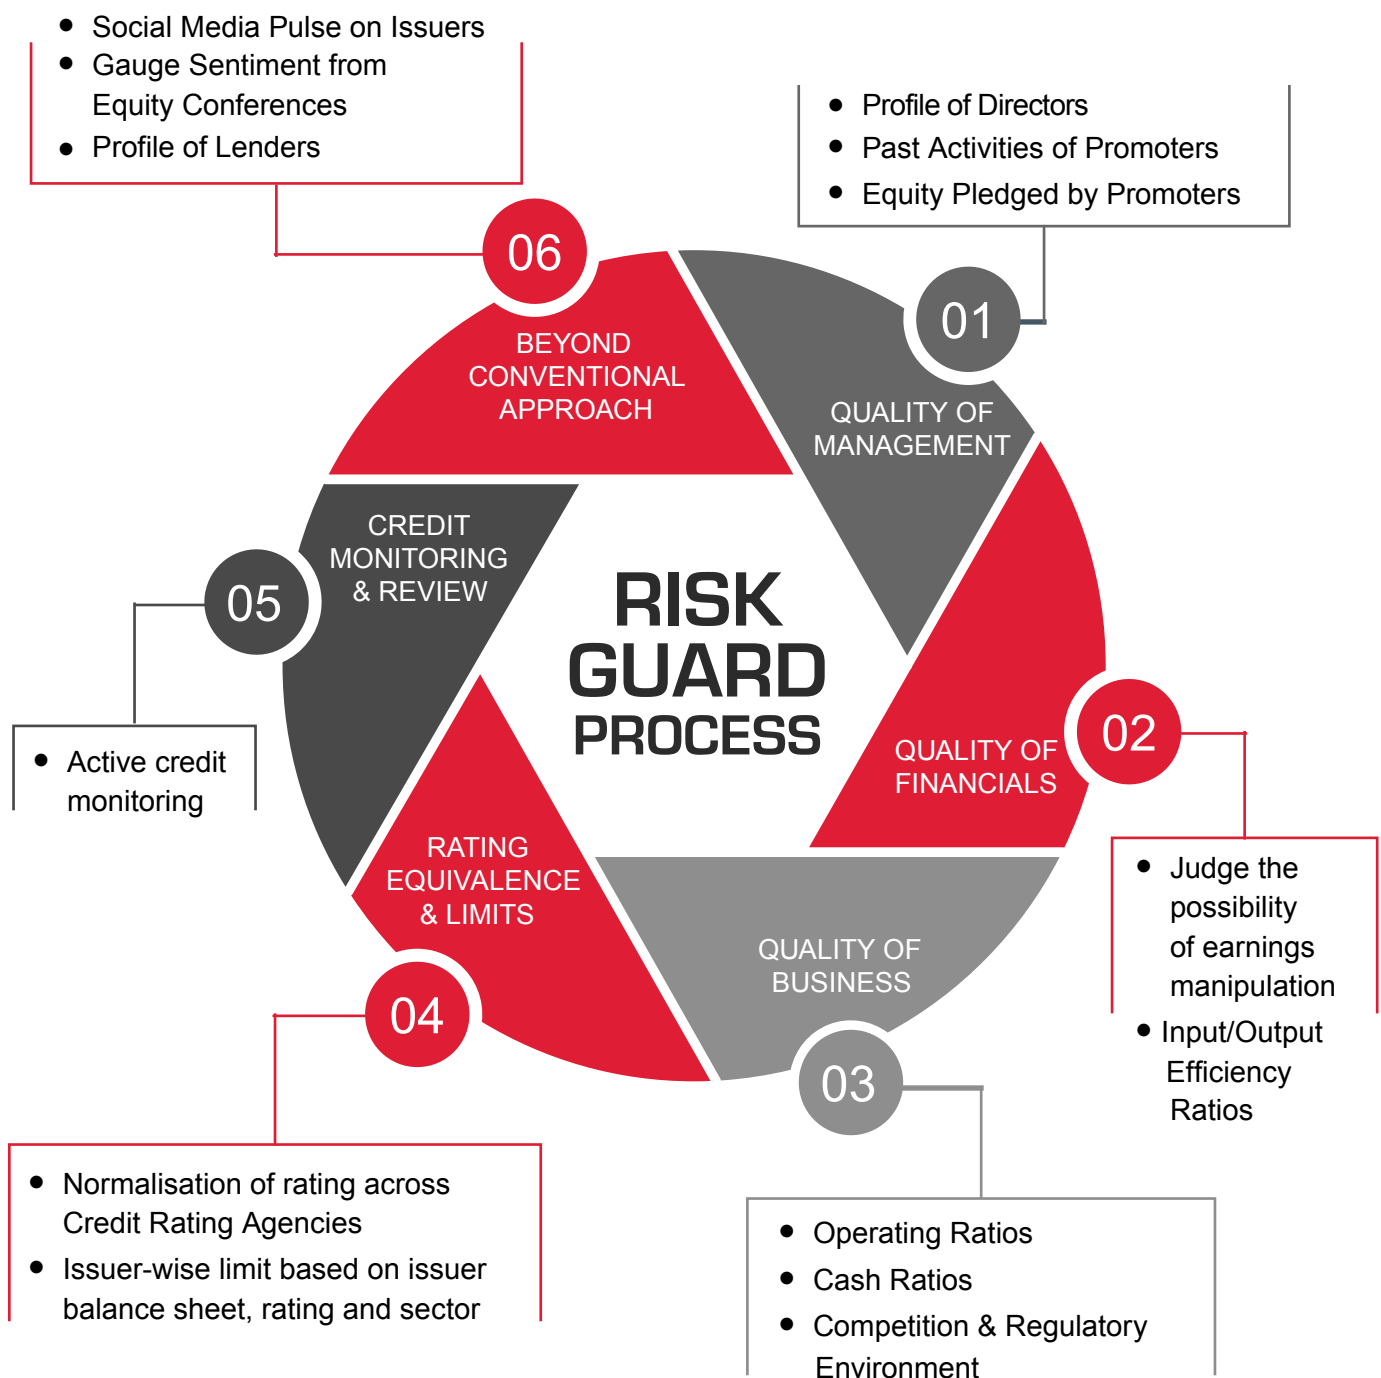 Social Media Pulse on Issuers
Gauge Sentiment from
Equity Conferences
Profile of Lenders
Profile of Directors
Past Activities of Promoters
Equity Pledged by Promoters
06
BEYOND
CONVENTIONAL
APPROACH
01
QUALITY OF
MANAGEMENT
05
CREDIT
MONITORING
& REVIEW
Active credit
monitoring
RISK
GUARD
PROCESS
02
QUALITY OF
FINANCIALS
Judge the
possibility
of earnings
manipulation
Input/Output
Efficiency
Ratios
04
RATING
EQUIVALENCE
& LIMITS
Normalisation of rating across
Credit Rating Agencies
Issuer-wise limit based on issuer
balance sheet, rating and sector
QUALITY OF
BUSINESS
03
Operating Ratios
Cash Ratios
Competition & Regulatory
Environment